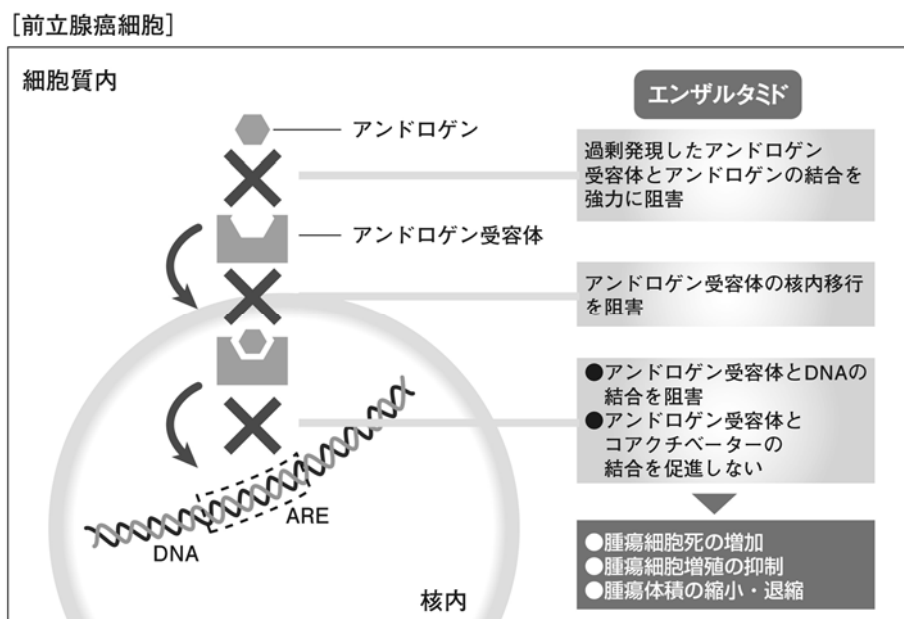 [前立腺癌細胞]
細胞質内
アンドロゲン
アンドロゲン受容体
エンザルタミド
過剰発現したアンドロゲン
受容体とアンドロゲンの結合を
強力に阻害
アンドロゲン受容体の核内移行
を阻害
●アンドロゲン受容体とDNAの
結合を阻害
●アンドロゲン受容体と
コアクチベーターの
結合を促進しない
●腫瘍細胞死の増加
●腫瘍細胞増殖の抑制
●腫瘍体積の縮小・退縮
ARE
DNA
核内